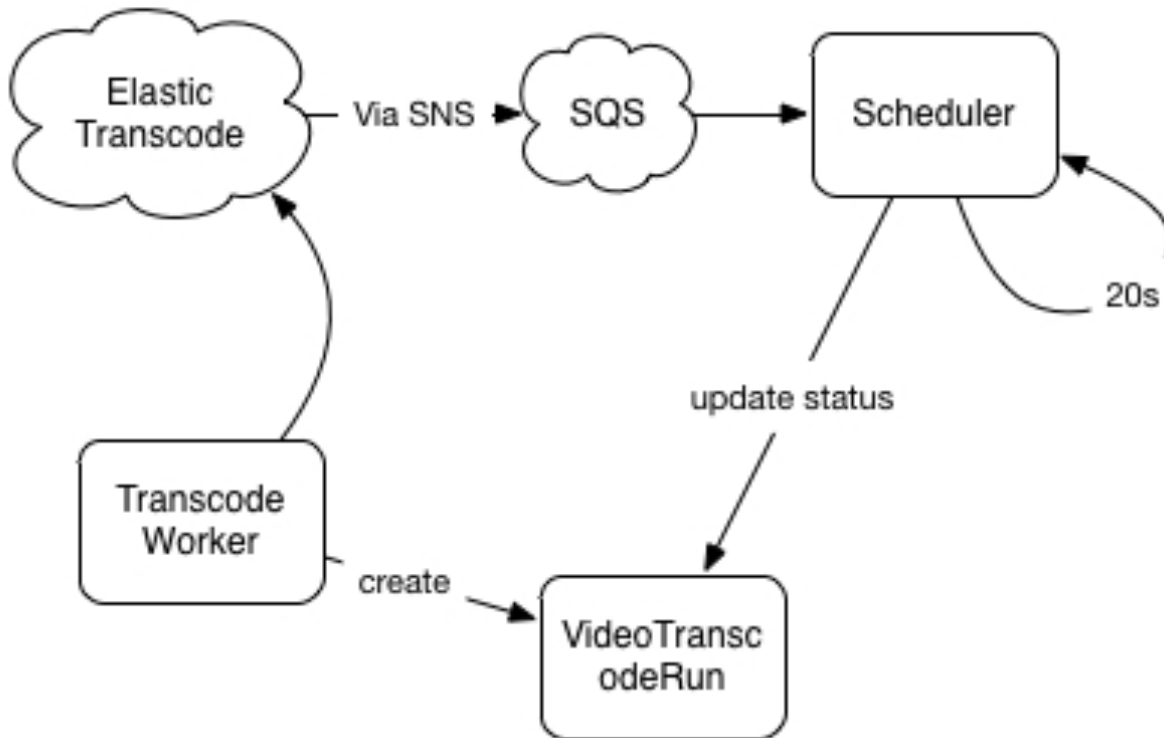 Elastic
Transcode
Via SNS
SQS
Scheduler
20s
update status
Transcode
Worker
create
VideoTransc
odeRun